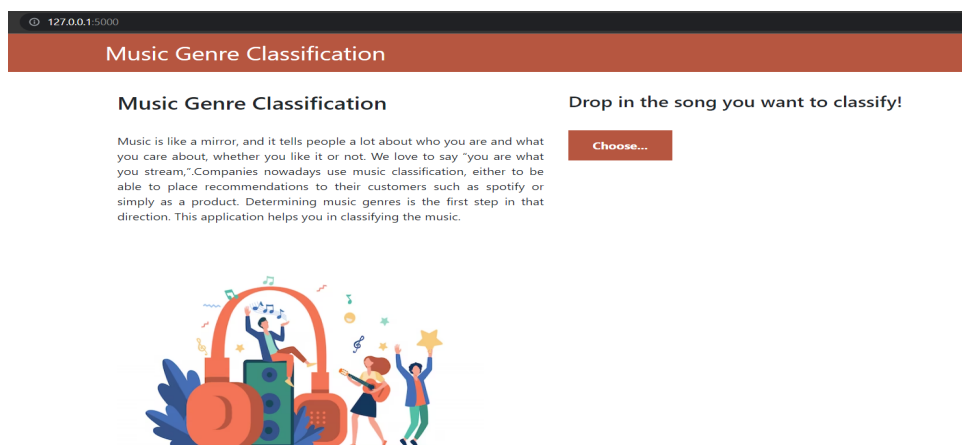 127.0.0.1:5000
Music Genre Classification
Music Genre Classification
Music is like a mirror, and it tells people a lot about who you are and what
you care about, whether you like it or not. We love to say "you are what
you stream,".Companies nowadays use music classification, either to be
able to place recommendations to their customers such as spotify or
simply as a product. Determining music genres is the first step in that
direction. This application helps you in classifying the music.
Drop in the song you want to classify!
Choose...